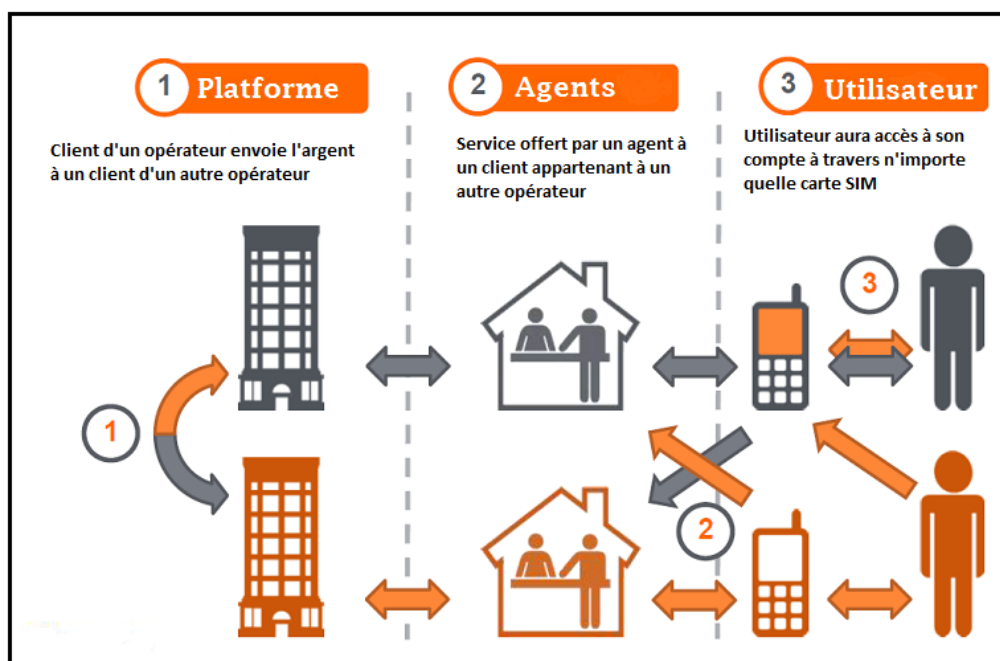 1 Platforme
Client d'un opérateur envoie l'argent
à un client d'un autre opérateur
2 Agents
Service offert par un agent à
un client appartenant à un
autre opérateur
3 Utilisateur
Utilisateur aura accès à son
compte à travers n'importe
quelle carte SIM
3
1
2